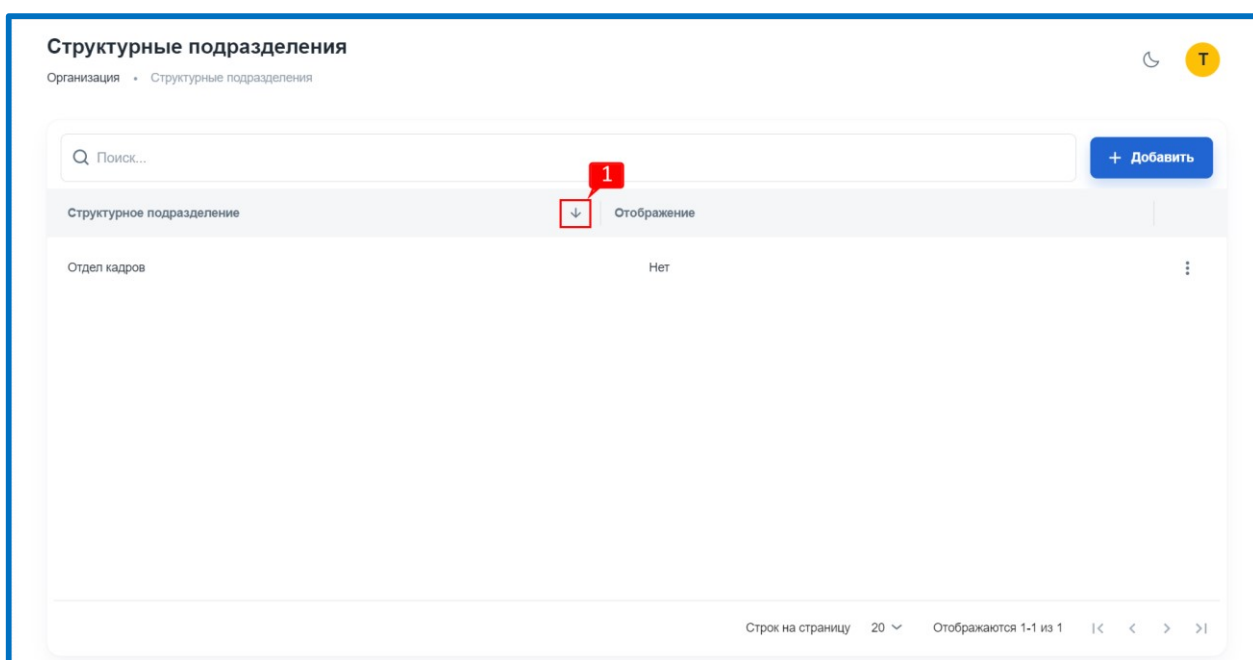 Структурные подразделения
Организация • Структурные подразделения
T
Поиск...
+ Добавить
1
Структурное подразделение
Отображение
Отдел кадров
Нет
Строк на страницу 20 Отображаются 1-1 из 1